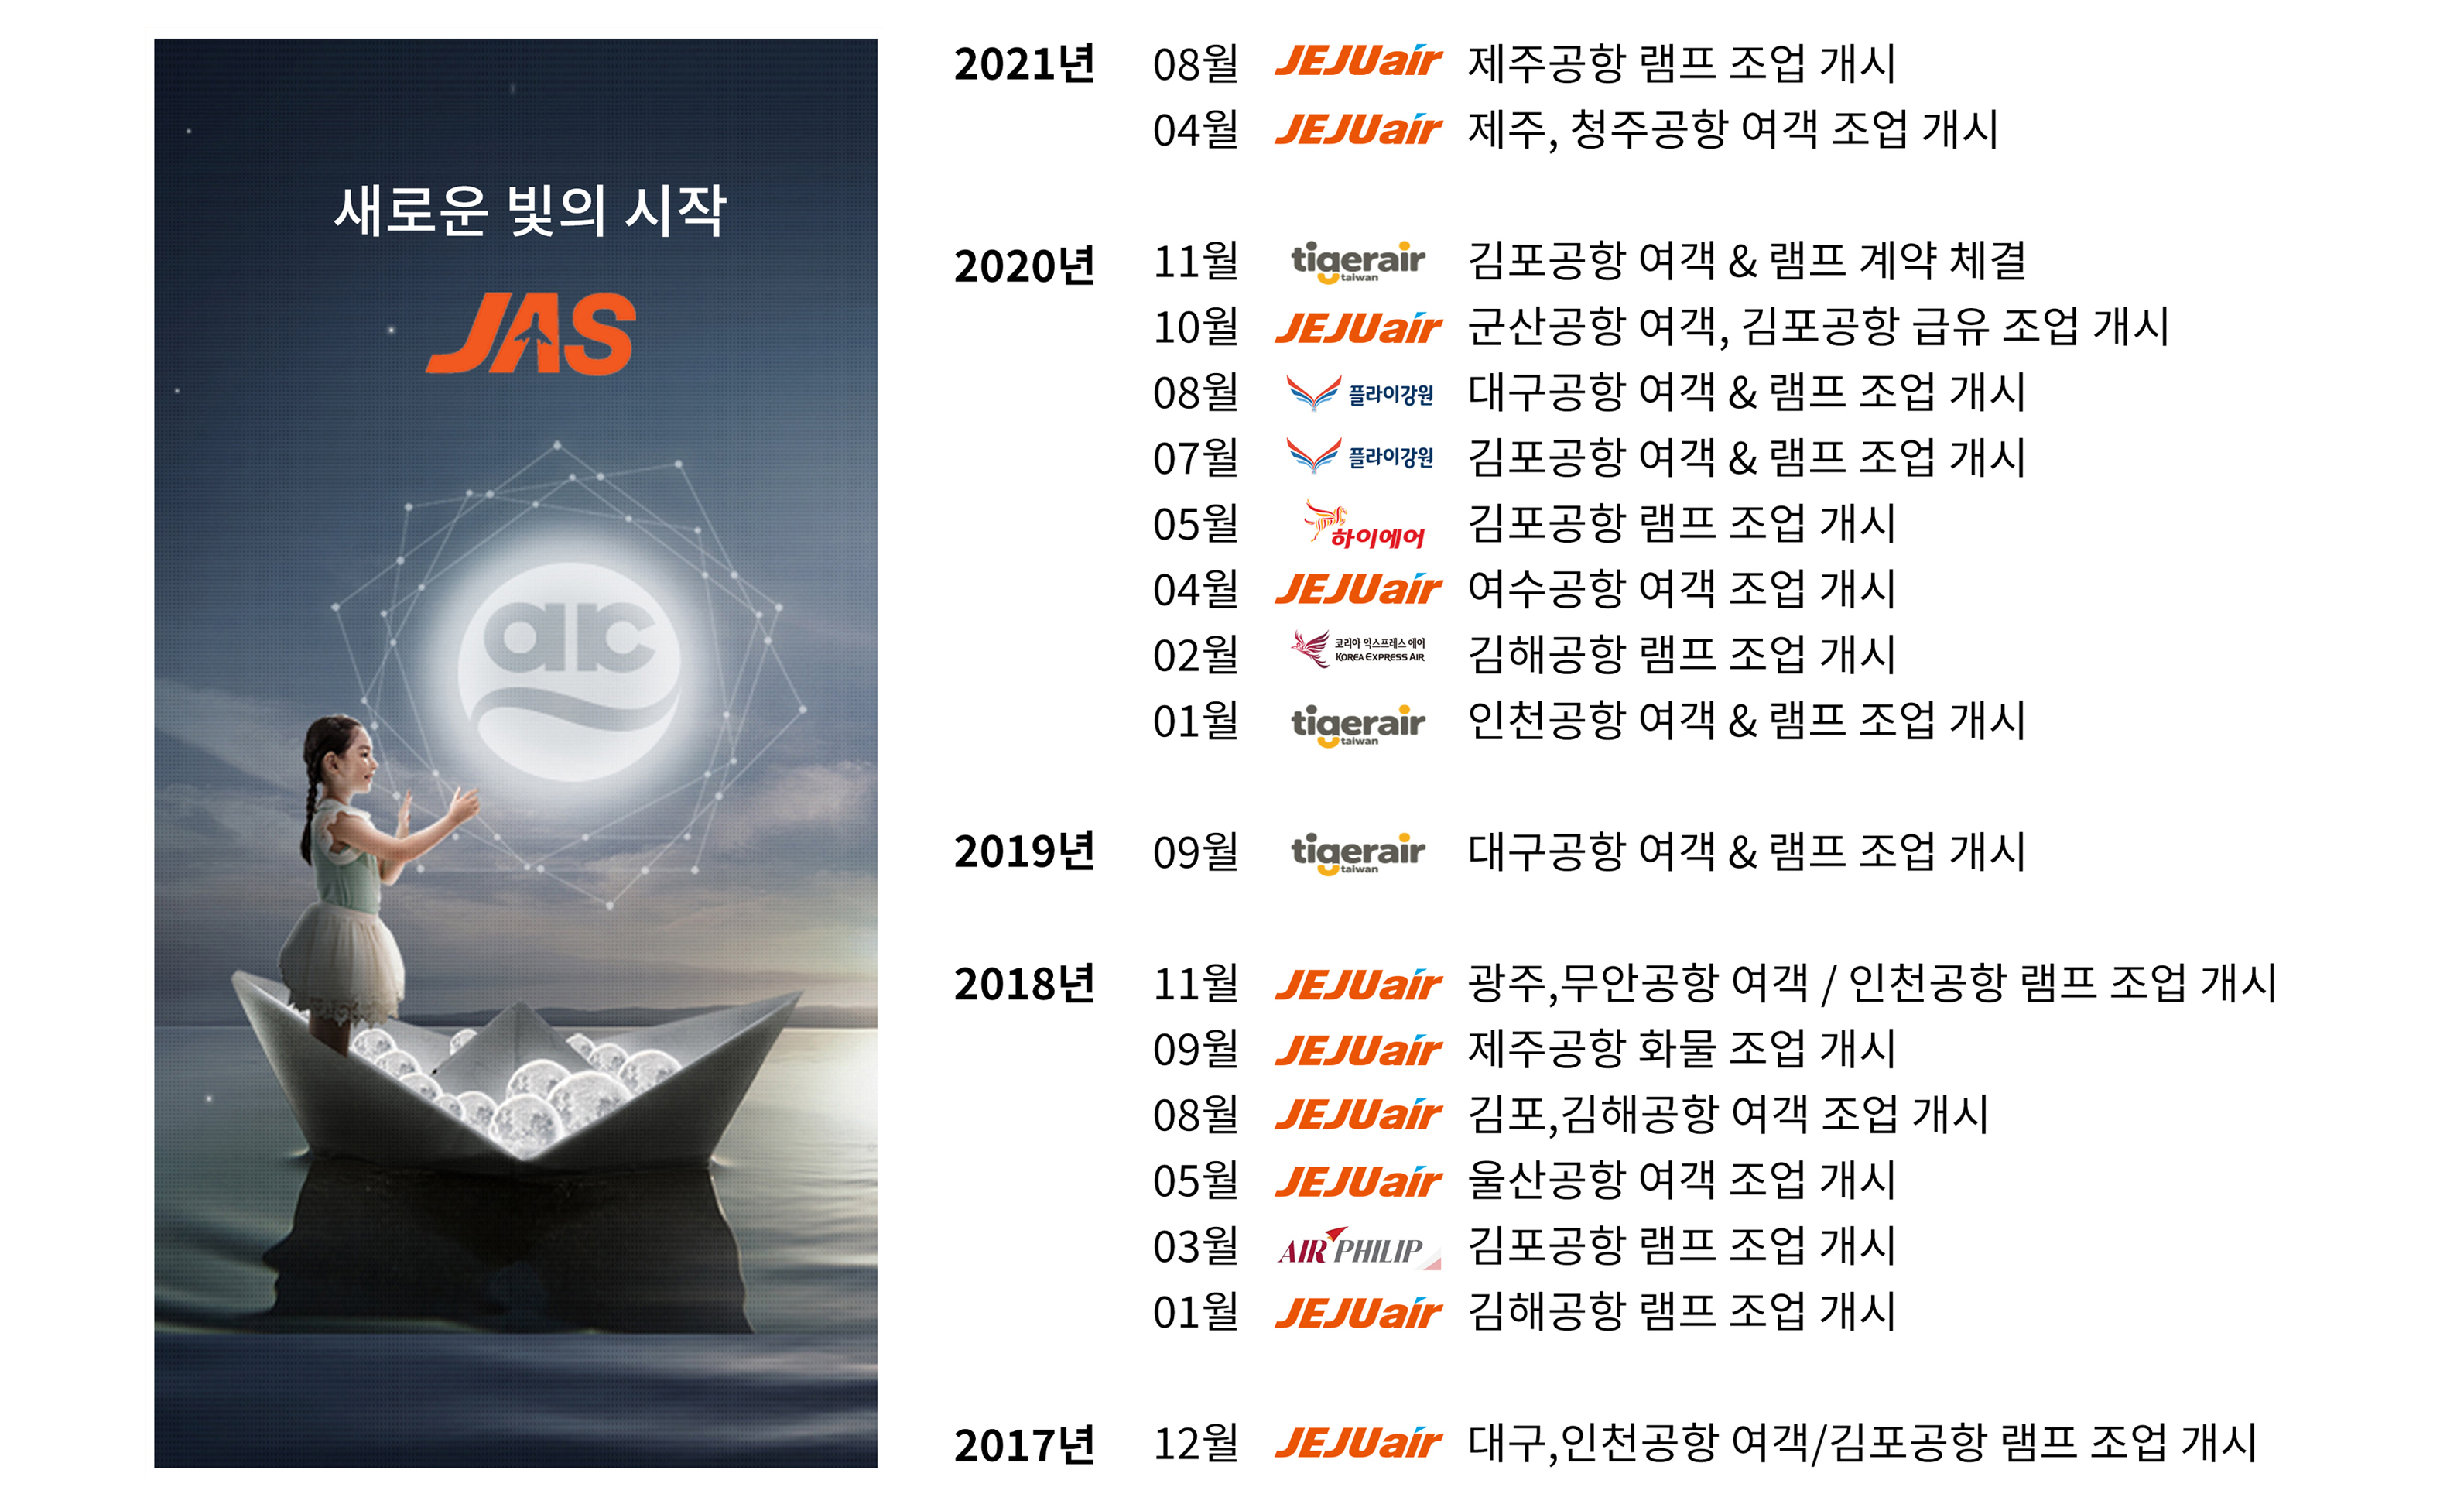 새로운 빛의 시작
JAS
arc
2021년 08월 JEJUair 제주공항 램프 조업 개시
04월 JEJUair 제주, 청주공항 여객 조업 개시
2020년 11월 tigerair taiwan 김포공항 여객 & 램프 계약 체결
10월 JEJUair 군산공항 여객, 김포공항 급유 조업 개시
08월 플라이강원 대구공항 여객 & 램프 조업 개시
07월 플라이강원 김포공항 여객 & 램프 조업 개시
05월 하이에어 김포공항 램프 조업 개시
04월 JEJUair 여수공항 여객 조업 개시
02월 코리아 익스프레스 에어 KOREA EXPRESS AIR 김해공항 램프 조업 개시
01월 tigerair taiwan 인천공항 여객 & 램프 조업 개시
2019년 09월 tigerair taiwan 대구공항 여객 & 램프 조업 개시
2018년 11월 JEJUair 광주,무안공항 여객 / 인천공항 램프 조업 개시
09월 JEJUair 제주공항 화물 조업 개시
08월 JEJUair 김포,김해공항 여객 조업 개시
05월 JEJUair 울산공항 여객 조업 개시
03월 AIR PHILIP 김포공항 램프 조업 개시
01월 JEJUair 김해공항 램프 조업 개시
2017년 12월 JEJUair 대구,인천공항 여객/김포공항 램프 조업 개시